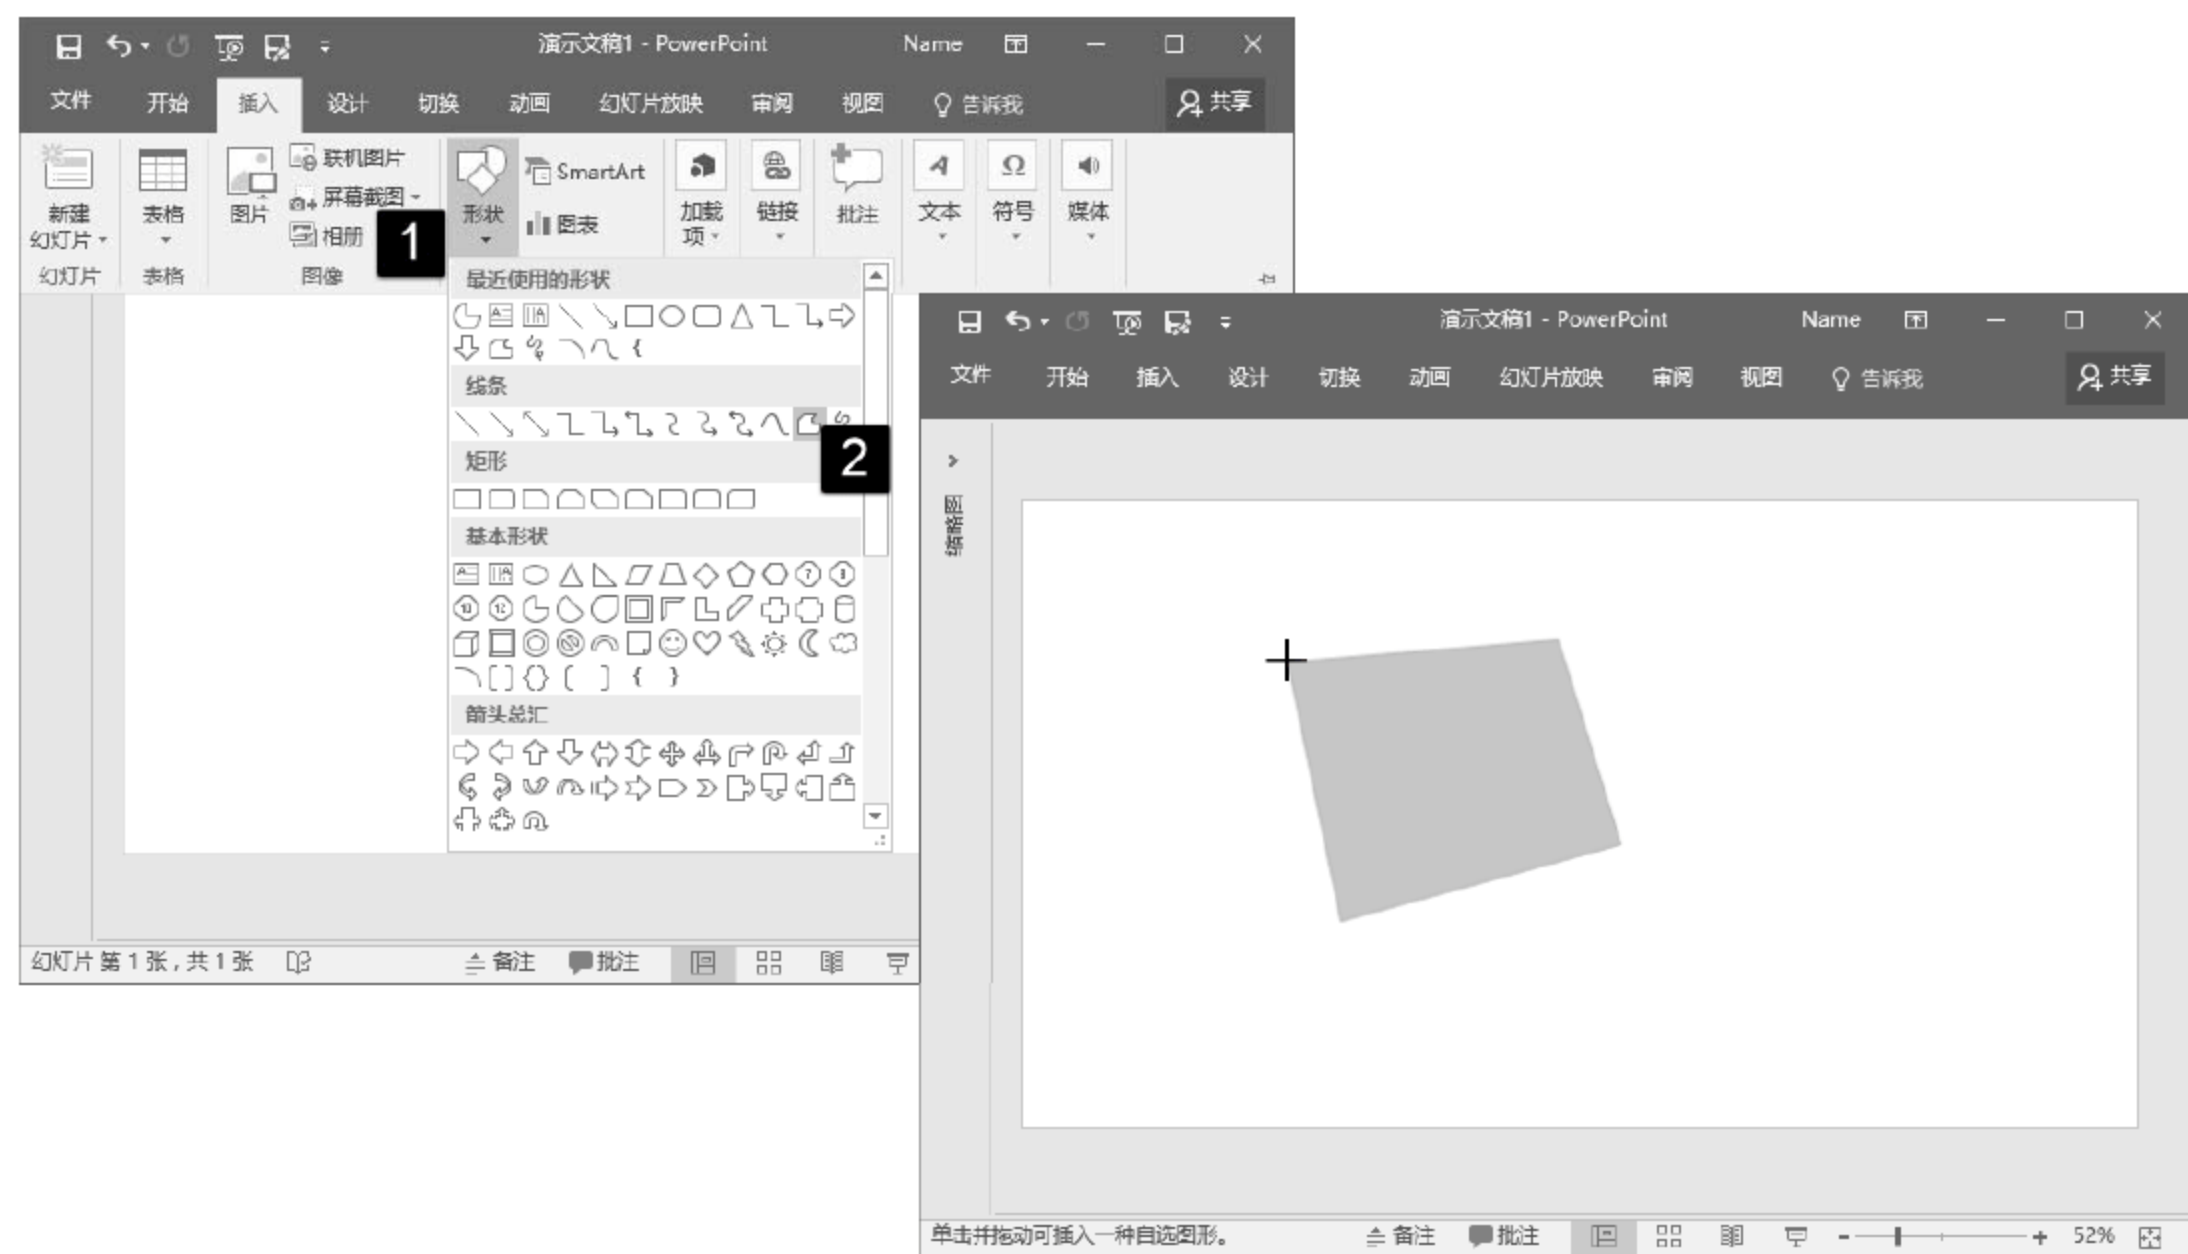 演示文稿1 - PowerPoint
Name
文件 开始 插入 设计 切换 动画 幻灯片放映 审阅 视图 告诉我 共享
新建
幻灯片
幻灯片
表格
表格
图片
联机图片
屏幕截图
相册
图像
1
形状
SmartArt
图表
加载
项
链接
批注
文本
符号
媒体
最近使用的形状
线条
2
矩形
基本形状
箭头总汇
幻灯片 第 1 张，共 1 张
备注 批注
演示文稿1 - PowerPoint
Name
文件 开始 插入 设计 切换 动画 幻灯片放映 审阅 视图 告诉我 共享
缩略图
单击并拖动可插入一种自选图形。
备注 批注
52%